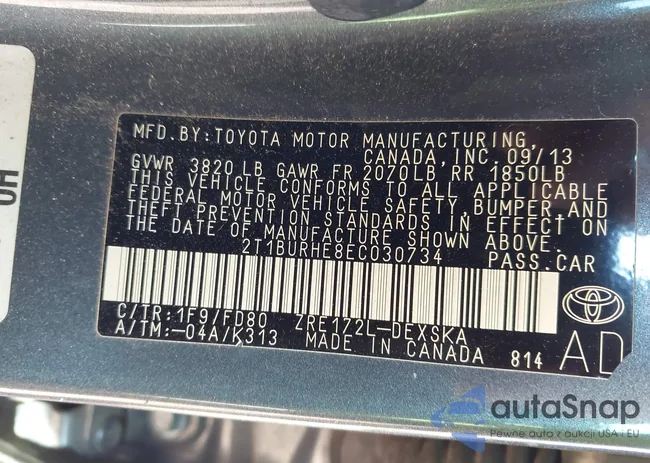 MFD.BY:TOYOTA MOTOR MANUFACTURING,
CANADA,INC. 09/13
GVWR 3820 LB GAWR FR 2070LB, RR 1850LB
THIS VEHICLE CONFORMS TO ALL APPLICABLE
FEDERAL MOTOR VEHICLE SAFETY, BUMPER, AND
THEFT PREVENTION STANDARDS IN EFFECT ON
THE DATE OF MANUFACTURE SHOWN ABOVE.
2T1BURHE8EC030734 PASS.CAR
C/TR:1F9/FD80 ZRE172L-DEXSKA
A/TM:-04A/K313 MADE IN CANADA 814
AD
autaSnap
Pewne auto z aukcji USA i EU